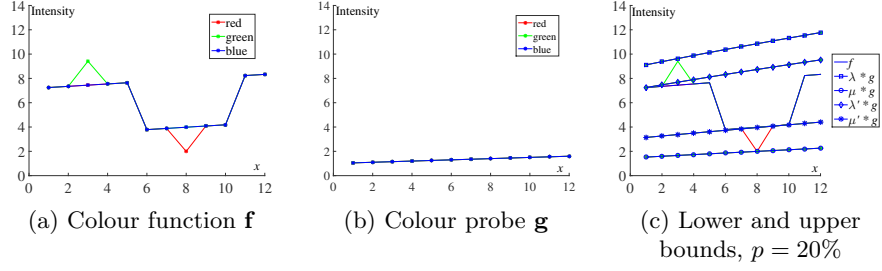 Intensity
14
12
10
8
6
4
2
0
0 2 4 6 8 10 12
x
red
green
blue
(a) Colour function f
Intensity
14
12
10
8
6
4
2
0
0 2 4 6 8 10 12
x
red
green
blue
(b) Colour probe g
Intensity
14
12
10
8
6
4
2
0
0 2 4 6 8 10 12
x
f
λ * g
μ * g
λ' * g
μ' * g
(c) Lower and upper
bounds, p = 20%